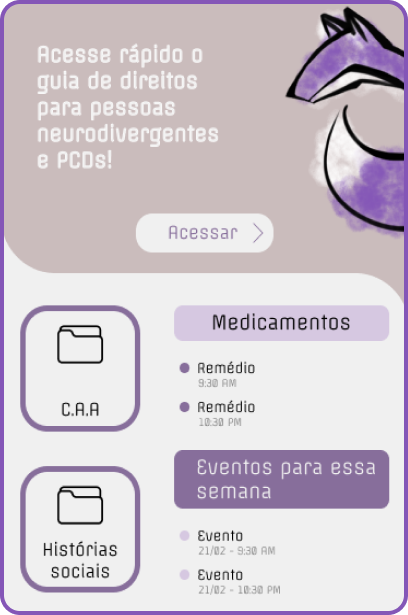 Acesse rápido o
guia de direitos
para pessoas
neurodivergentes
e PCDs!
Acessar
C.A.A
Medicamentos
Remédio
9:30 AM
Remédio
10:30 PM
Histórias
sociais
Eventos para essa
semana
Evento
21/02 - 9:30 AM
Evento
21/02 - 10:30 PM